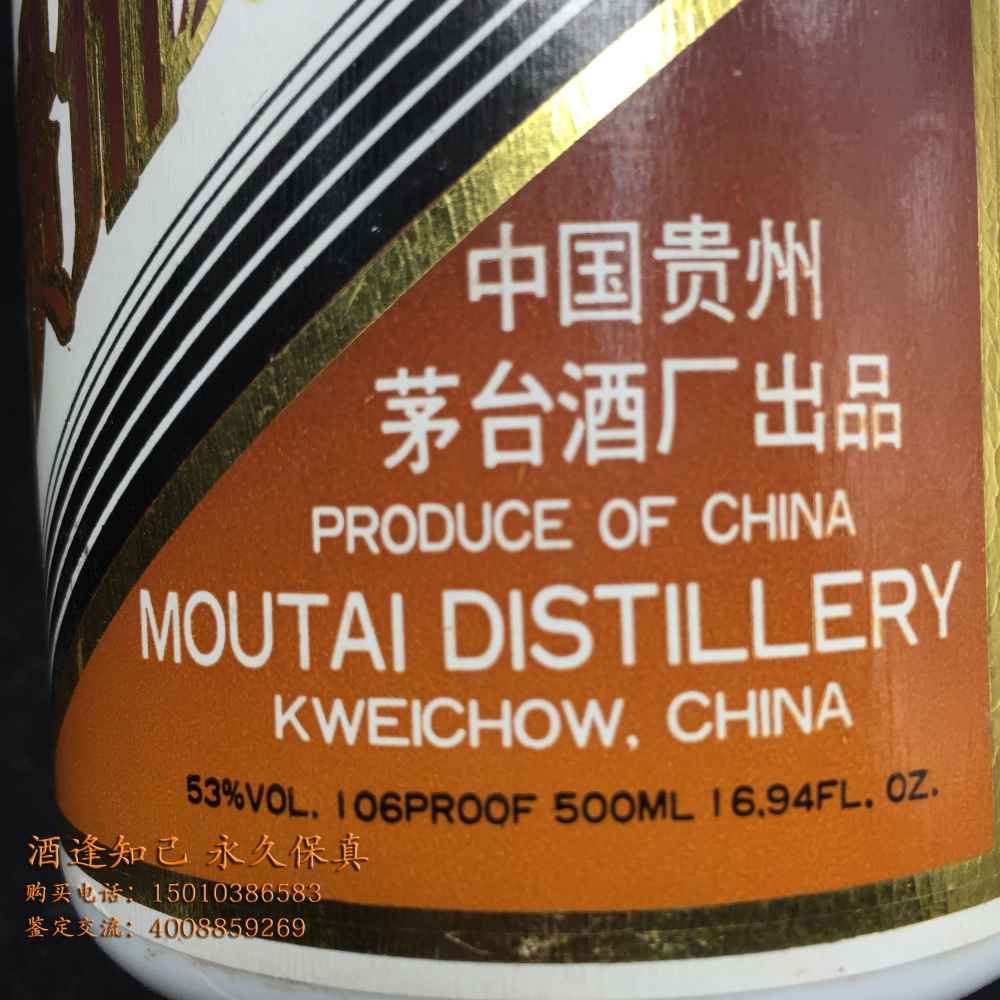 中国贵州
茅台酒厂出品
PRODUCE OF CHINA
MOUTAI DISTILLERY
KWEICHOW, CHINA
53%VOL. 106PROOF 500ML 16.94FL. OZ.
酒逢知己 永久保真
购买电话：15010386583
鉴定交流：4008859269